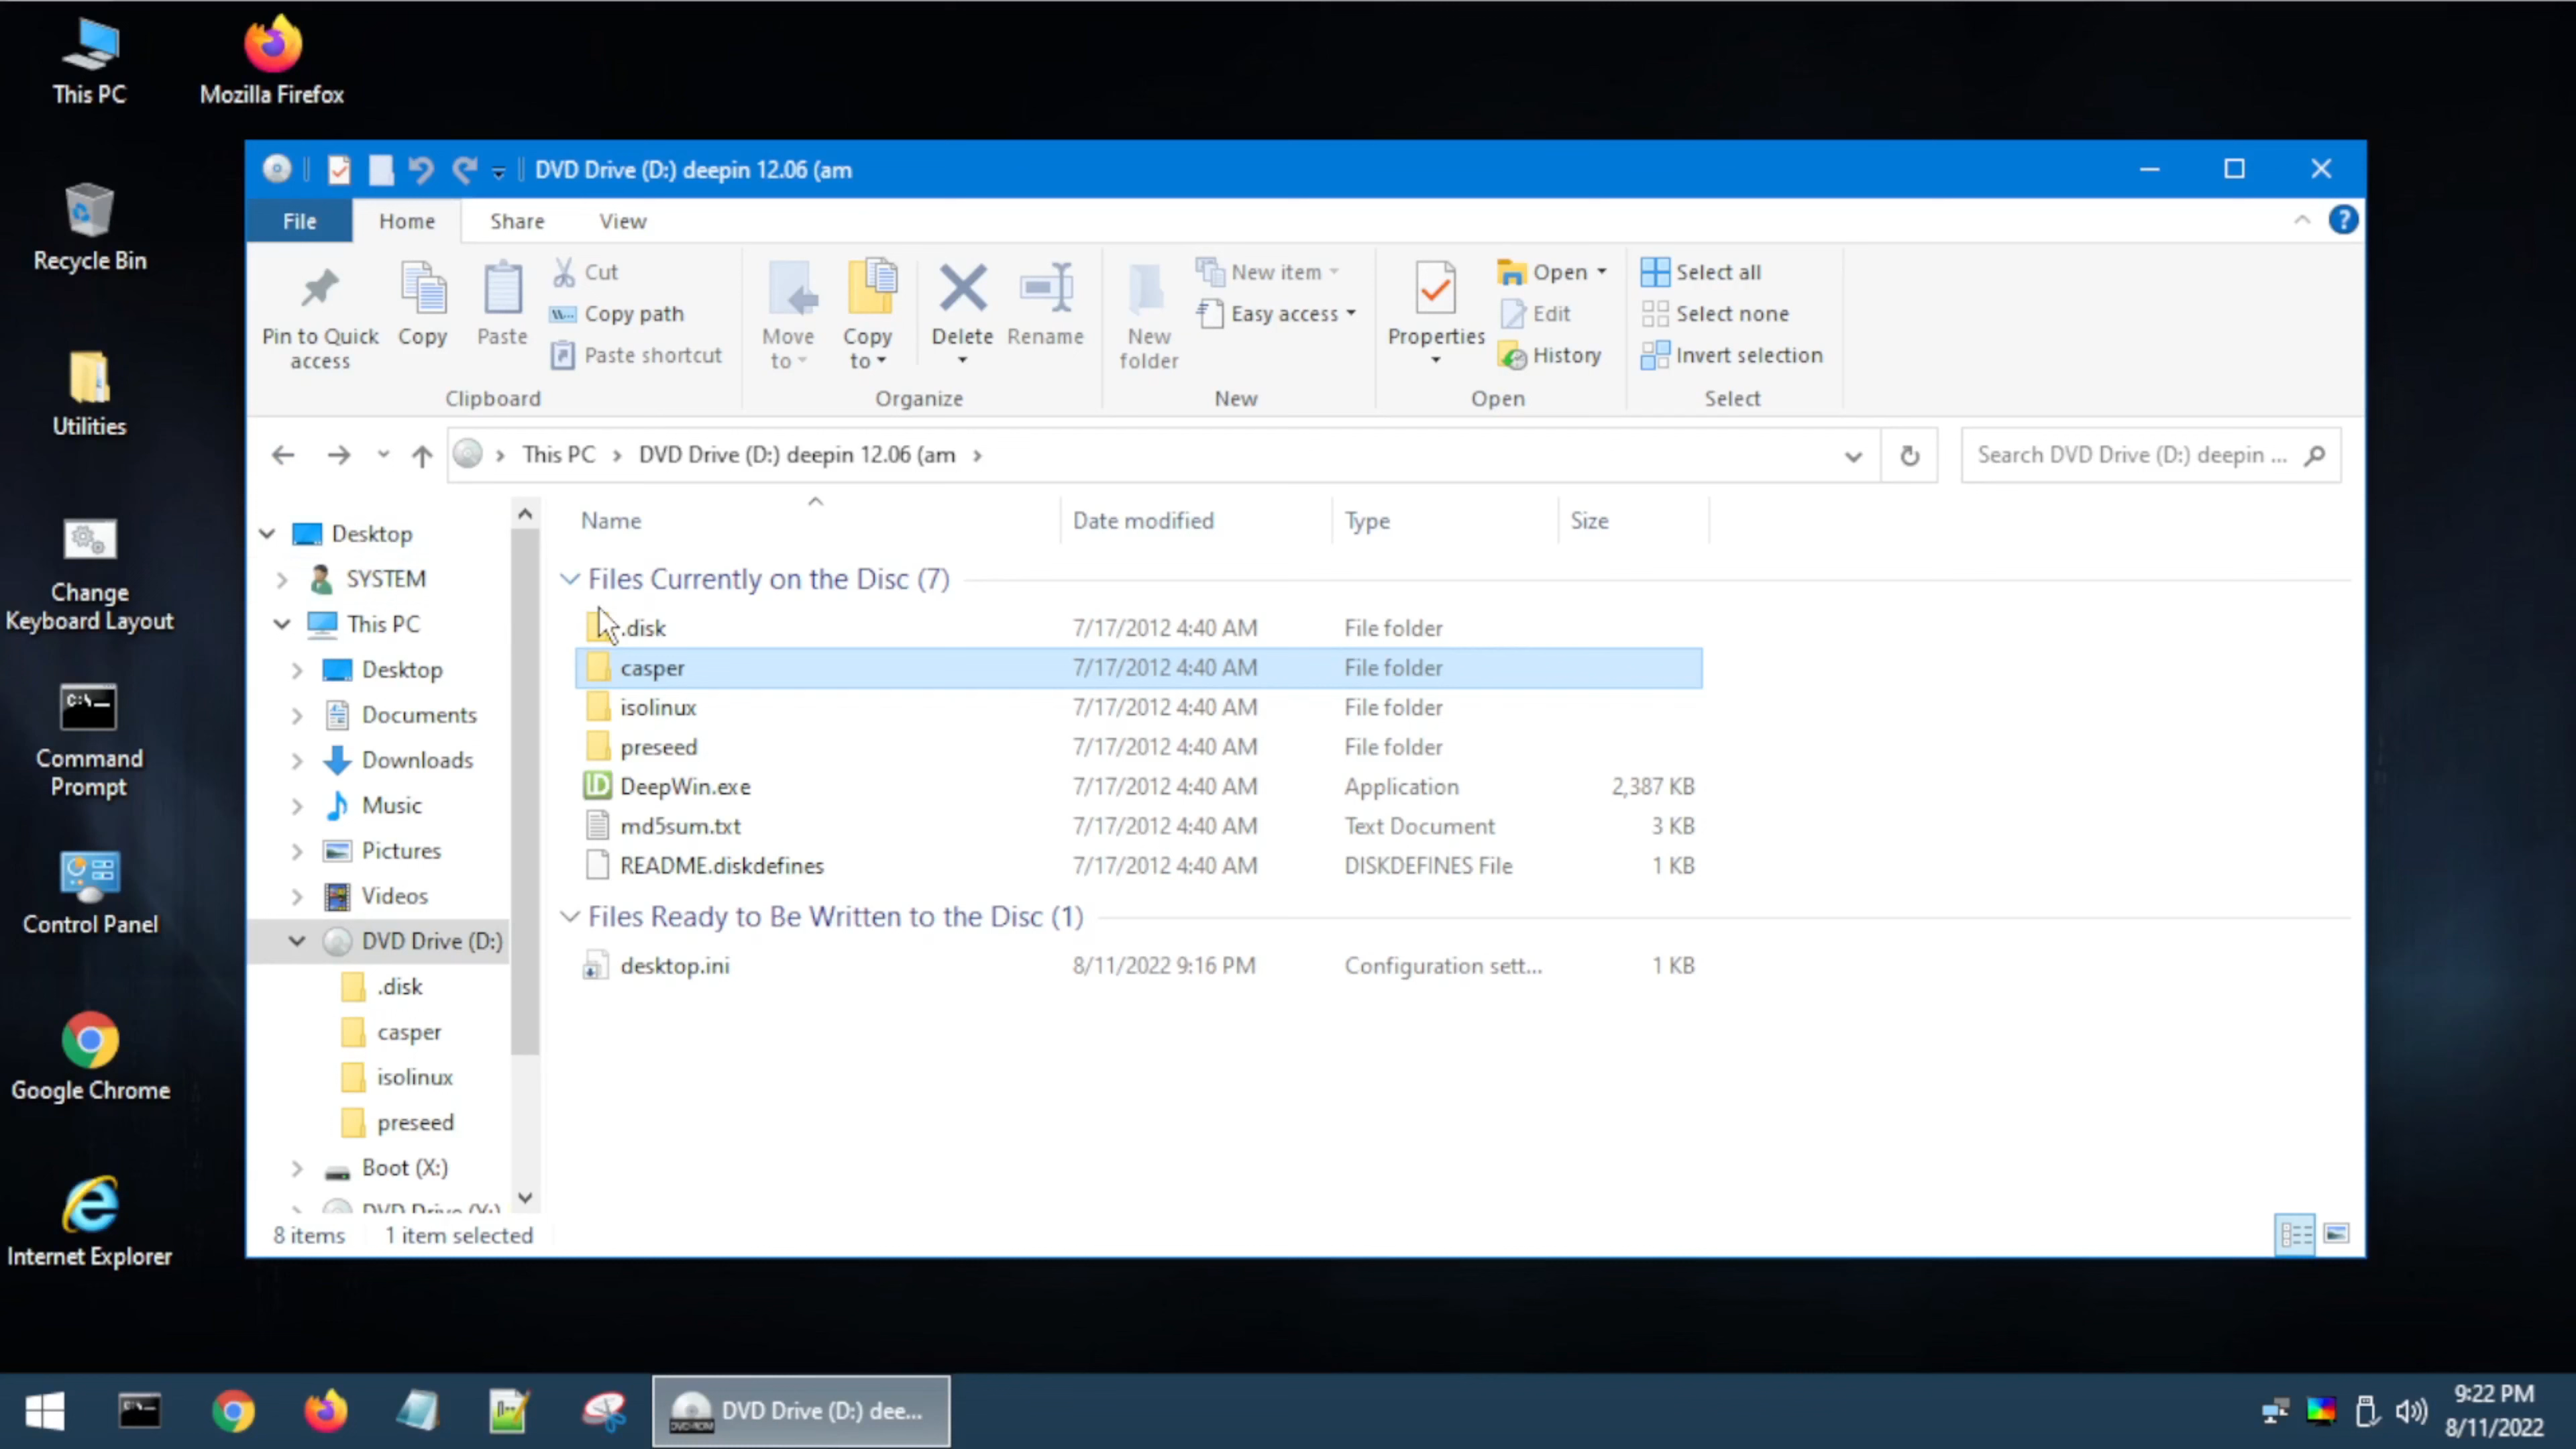 This PC
Mozilla Firefox
Recycle Bin
Utilities
Change
Keyboard Layout
C:\
Command
Prompt
Control Panel
Google Chrome
Internet Explorer
DVD Drive (D:) deepin 12.06 (am
File Home Share View
Pin to Quick
access
Copy
Paste
Cut
Copy path
Paste shortcut
Clipboard
Move
to
Copy
to
Delete
Rename
Organize
New
folder
New item
Easy access
New
Properties
Open
Edit
History
Open
Select all
Select none
Invert selection
Select
This PC > DVD Drive (D:) deepin 12.06 (am >
Search DVD Drive (D:) deepin ...
Desktop
SYSTEM
This PC
Desktop
Documents
Downloads
Music
Pictures
Videos
DVD Drive (D:)
.disk
casper
isolinux
preseed
Boot (X:)
DVD Drive (Y:)
Name Date modified Type Size
Files Currently on the Disc (7)
.disk 7/17/2012 4:40 AM File folder
casper 7/17/2012 4:40 AM File folder
isolinux 7/17/2012 4:40 AM File folder
preseed 7/17/2012 4:40 AM File folder
DeepWin.exe 7/17/2012 4:40 AM Application 2,387 KB
md5sum.txt 7/17/2012 4:40 AM Text Document 3 KB
README.diskdefines 7/17/2012 4:40 AM DISKDEFINES File 1 KB
Files Ready to Be Written to the Disc (1)
desktop.ini 8/11/2022 9:16 PM Configuration sett... 1 KB
8 items 1 item selected
DVD-ROM
DVD Drive (D:) dee...
9:22 PM
8/11/2022